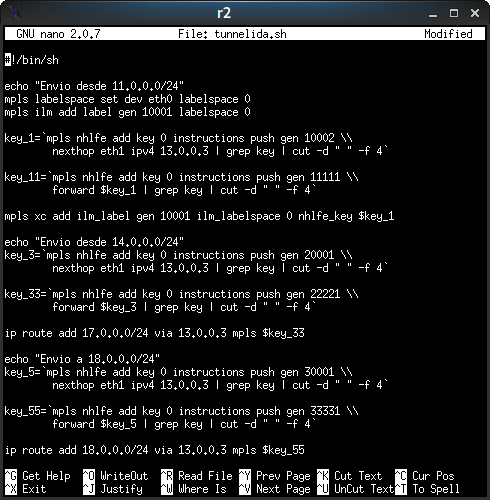 r2
GNU nano 2.0.7 File: tunnelida.sh Modified
#!/bin/sh
echo "Envio desde 11.0.0.0/24"
mpls labelspace set dev eth0 labelspace 0
mpls ilm add label gen 10001 labelspace 0
key_1=`mpls nhlfe add key 0 instructions push gen 10002 \\
nexthop eth1 ipv4 13.0.0.3 | grep key | cut -d " " -f 4`
key_11=`mpls nhlfe add key 0 instructions push gen 11111 \\
forward $key_1 | grep key | cut -d " " -f 4`
mpls xc add ilm_label gen 10001 ilm_labelspace 0 nhlfe_key $key_1
echo "Envio desde 14.0.0.0/24"
key_3=`mpls nhlfe add key 0 instructions push gen 20001 \\
nexthop eth1 ipv4 13.0.0.3 | grep key | cut -d " " -f 4`
key_33=`mpls nhlfe add key 0 instructions push gen 22221 \\
forward $key_3 | grep key | cut -d " " -f 4`
ip route add 17.0.0.0/24 via 13.0.0.3 mpls $key_33
echo "Envio a 18.0.0.0/24"
key_5=`mpls nhlfe add key 0 instructions push gen 30001 \\
nexthop eth1 ipv4 13.0.0.3 | grep key | cut -d " " -f 4`
key_55=`mpls nhlfe add key 0 instructions push gen 33331 \\
forward $key_5 | grep key | cut -d " " -f 4`
ip route add 18.0.0.0/24 via 13.0.0.3 mpls $key_55
^G Get Help ^O WriteOut ^R Read File ^Y Prev Page ^K Cut Text ^C Cur Pos
^X Exit ^J Justify ^W Where Is ^V Next Page ^U UnCut Text ^T To Spell